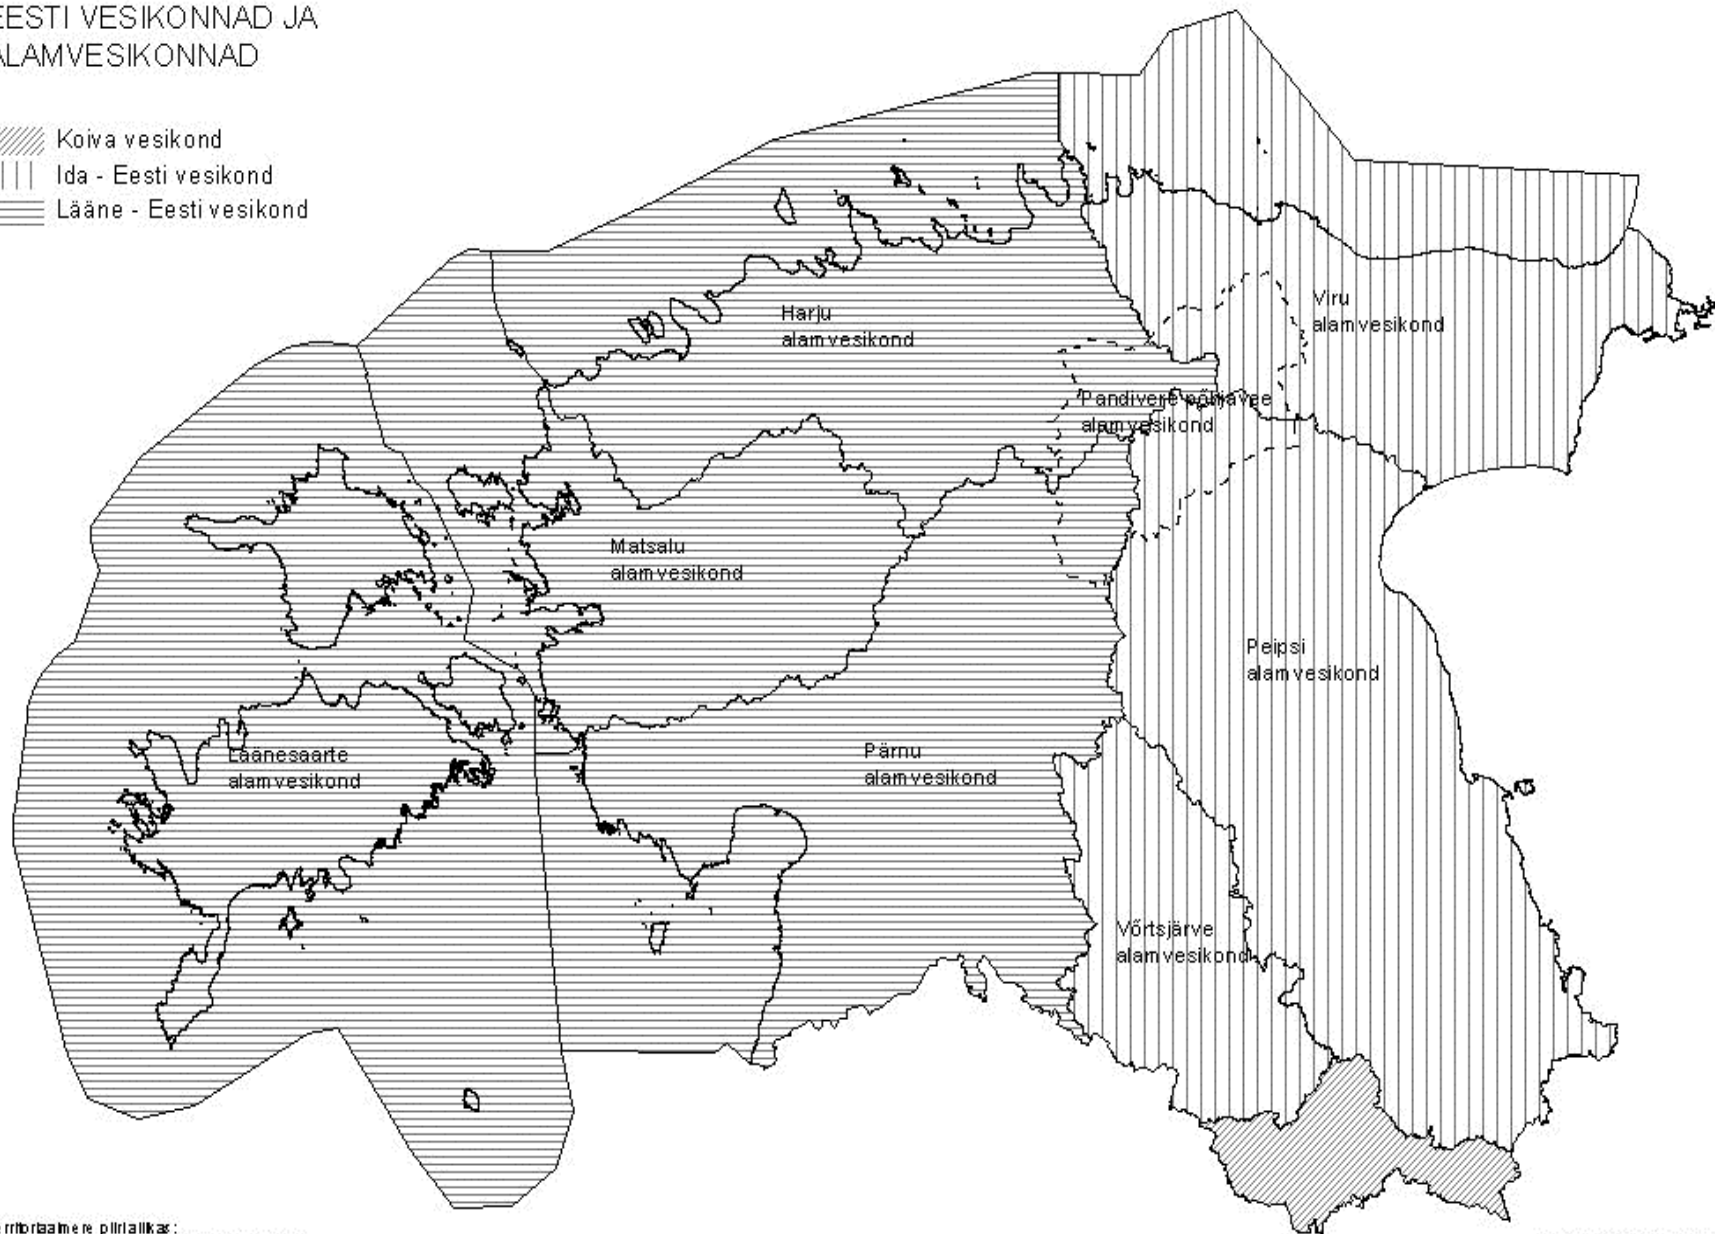 EESTI VESIKONNAD JA
ALAMVESIKONNAD
Koiva vesikond
Ida - Eesti vesikond
Lääne - Eesti vesikond
Harju
alamvesikond
Viru
alamvesikond
Pandivere põhjavee
alamvesikond
Matsalu
alamvesikond
Peipsi
alamvesikond
Läänesaarte
alamvesikond
Pärnu
alamvesikond
Võrtsjärve
alamvesikond